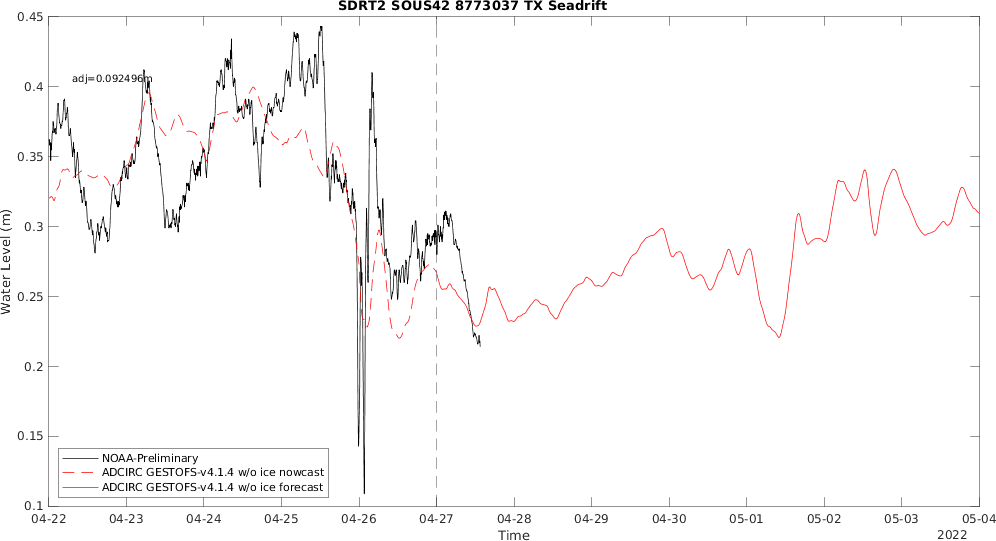 SDRT2 SOUS42 8773037 TX Seadrift
0.45
0.4
0.35
0.3
0.25
0.2
0.15
0.1
Water Level (m)
adj=0.092496m
NOAA-Preliminary
ADCIRC GESTOFS-v4.1.4 w/o ice nowcast
ADCIRC GESTOFS-v4.1.4 w/o ice forecast
04-22 04-23 04-24 04-25 04-26 04-27 04-28 04-29 04-30 05-01 05-02 05-03 05-04
Time
2022